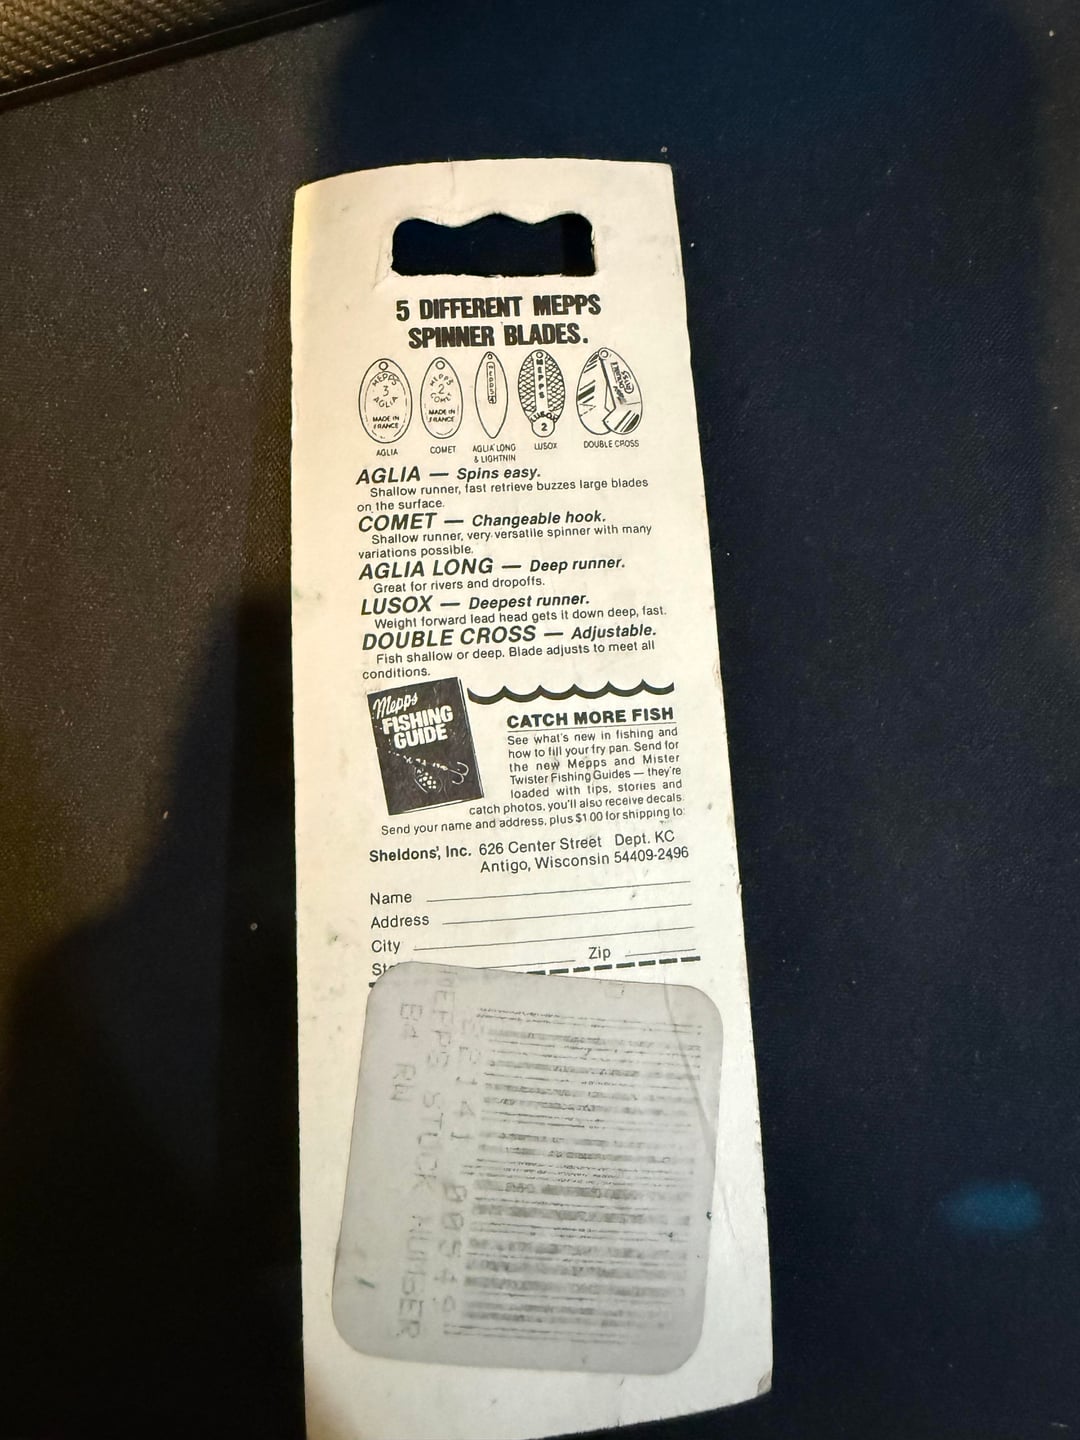 5 DIFFERENT MEPPS
SPINNER BLADES.
MEPPS
3
AGLIA
MADE IN
FRANCE
MEPPS
2
COMET
MADE IN
FRANCE
MEPPS
MEPPS
LUSOX
2
AGLIA
COMET
AGLIA LONG
& LIGHTNIN
LUSOX
DOUBLE CROSS
AGLIA — Spins easy.
Shallow runner, fast retrieve buzzes large blades
on the surface.
COMET — Changeable hook.
Shallow runner, very versatile spinner with many
variations possible.
AGLIA LONG — Deep runner.
Great for rivers and dropoffs.
LUSOX — Deepest runner.
Weight forward lead head gets it down deep, fast.
DOUBLE CROSS — Adjustable.
Fish shallow or deep. Blade adjusts to meet all
conditions.
Mepps
FISHING
GUIDE
CATCH MORE FISH
See what's new in fishing and
how to fill your fry pan. Send for
the new Mepps and Mister
Twister Fishing Guides — they're
loaded with tips, stories and
catch photos, you'll also receive decals.
Send your name and address, plus $1.00 for shipping to:
Sheldons', Inc. 626 Center Street Dept. KC
Antigo, Wisconsin 54409-2496
Name
Address
City
Zip
MEPPS STOCK NUMBER
B4 RW